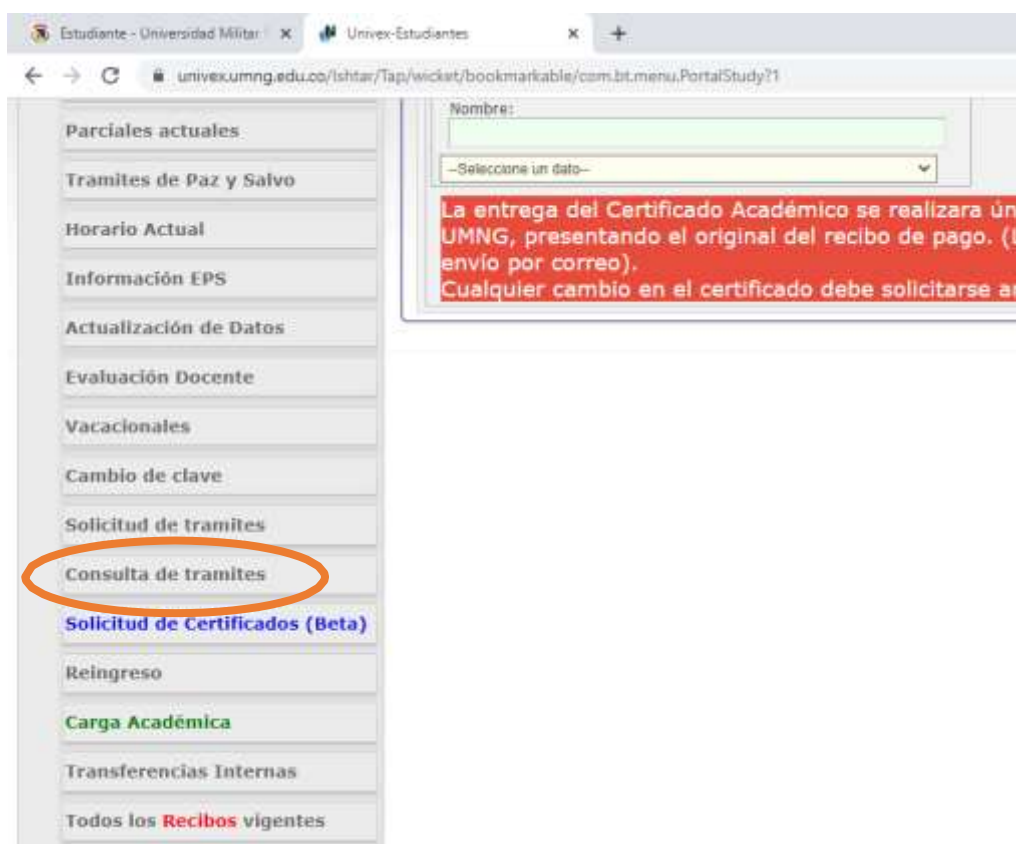 Estudiante - Universidad Militar
Univex-Estudiantes
univex.umng.edu.co/Ishtar/Tap/wicket/bookmarkable/com.bt.menu.PortalStudy?1
Parciales actuales
Tramites de Paz y Salvo
Horario Actual
Información EPS
Actualización de Datos
Evaluación Docente
Vacacionales
Cambio de clave
Solicitud de tramites
Consulta de tramites
Solicitud de Certificados (Beta)
Reingreso
Carga Académica
Transferencias Internas
Todos los Recibos vigentes
Nombre:
--Seleccione un dato--
La entrega del Certificado Académico se realizara ún
UMNG, presentando el original del recibo de pago. (
envío por correo).
Cualquier cambio en el certificado debe solicitarse a